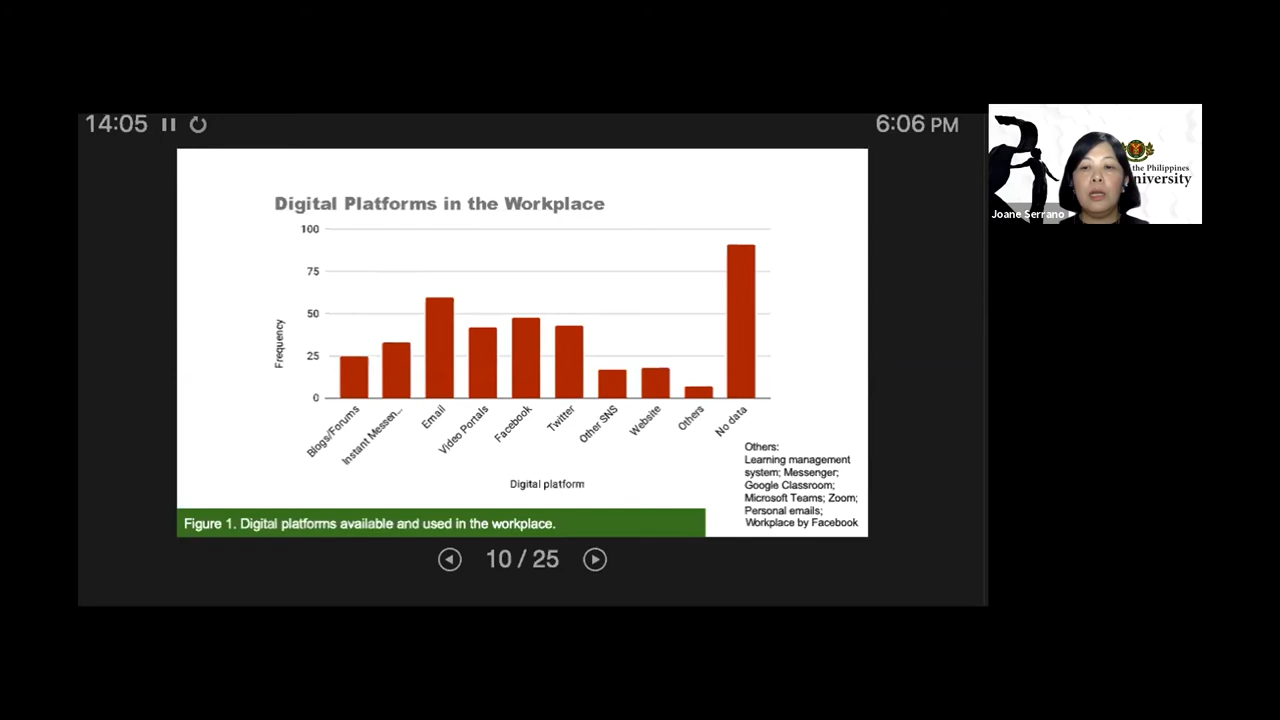 14:05
6:06 PM
Digital Platforms in the Workplace
100
75
50
25
0
Frequency
Blogs/Forums
Instant Messen...
Email
Video Portals
Facebook
Twitter
Other SNS
Website
Others
No data
Digital platform
Others:
Learning management
system; Messenger;
Google Classroom;
Microsoft Teams; Zoom;
Personal emails;
Workplace by Facebook
Figure 1. Digital platforms available and used in the workplace.
10 / 25
the Philippines
niversity
Joane Serrano